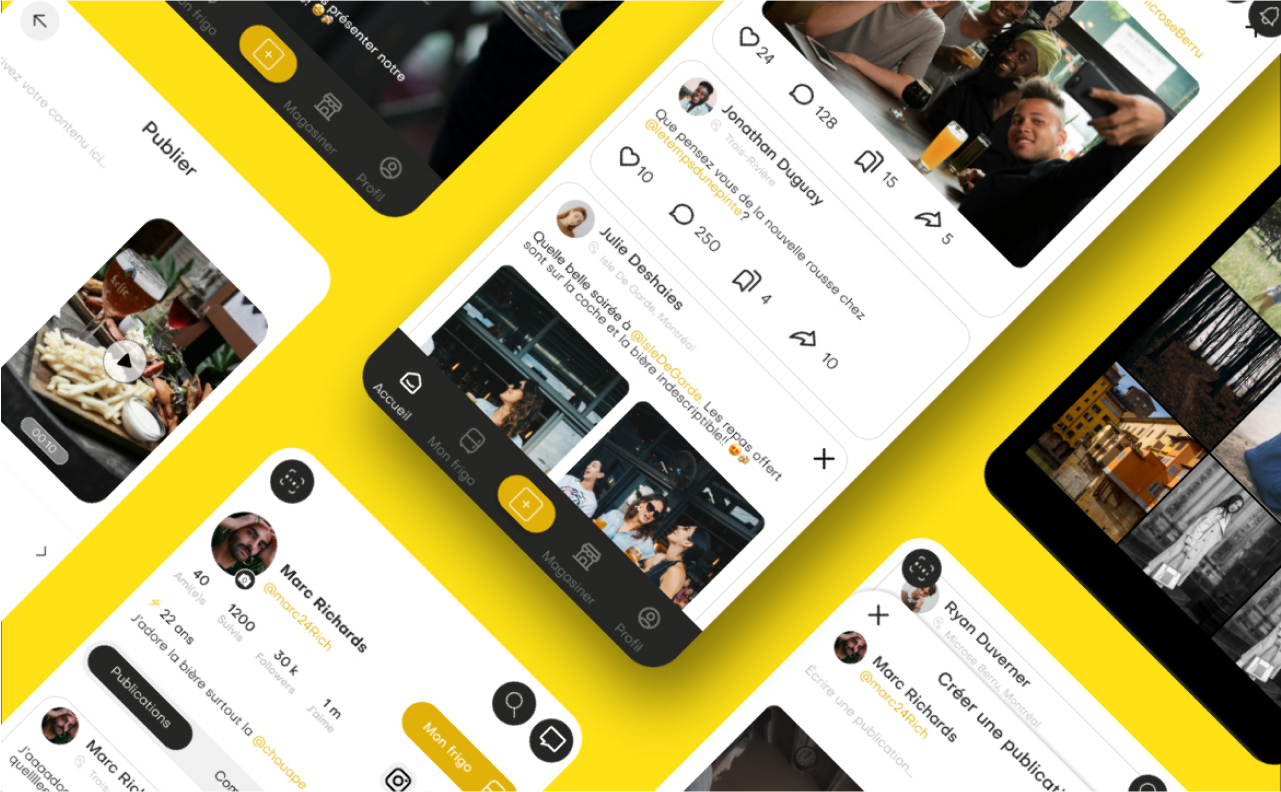 ivez votre contenu ici...
Publier
00:10
présenter notre
Mon frigo
Magasiner
Profil
@MicroseBerru
24
128
15
5
Jonathan Duguay
Trois-Rivière
Que pensez vous de la nouvelle rousse chez
@letempsdunepinte?
10
250
4
10
Julie Deshaies
Isle De Garde, Montréal
Quelle belle soirée à @IsleDeGarde. Les repas offert
sont sur la coche et la bière indescriptible!! 😍🍻
Accueil
Mon frigo
Magasiner
Profil
Marc Richards
@marc24Rich
40
Ami(e)s
1200
Suivis
30 k
Followers
1 m
J'aime
⚡ 22 ans
J'adore la bière surtout la @chouape
Mon frigo
Publications
Com
Marc Ric
Trois
J'aagados
quelllier
Ryan Duverner
Microse Berru, Montréal
Créer une publicati
Marc Richards
@marc24Rich
Écrire une publication...